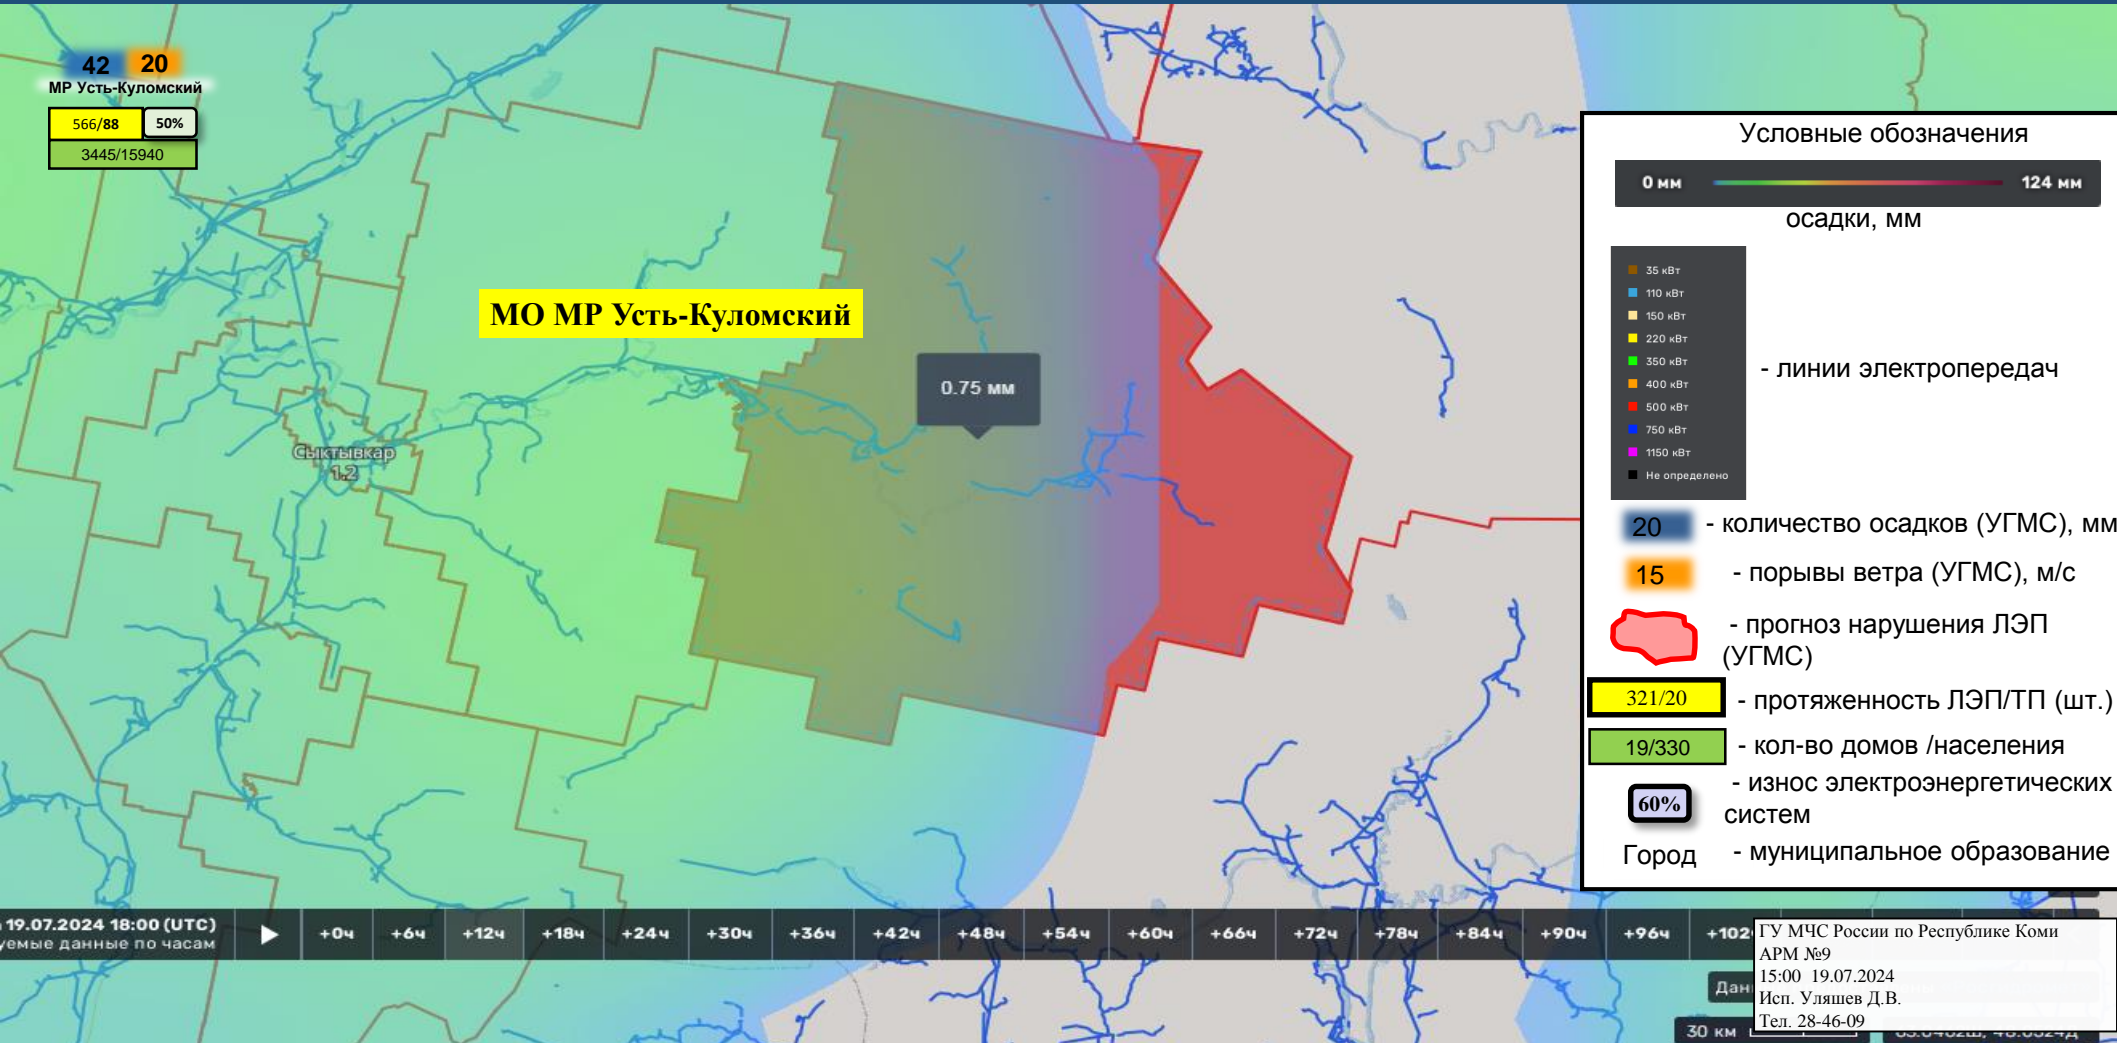 42 20
МР Усть-Куломский
566/88 50%
3445/15940
МО МР Усть-Куломский
0.75 мм
Сыктывкар
1.2
Условные обозначения
0 мм 124 мм
осадки, мм
35 кВт
110 кВт
150 кВт
220 кВт
350 кВт
400 кВт
500 кВт
750 кВт
1150 кВт
Не определено
- линии электропередач
20 - количество осадков (УГМС), мм
15 - порывы ветра (УГМС), м/с
- прогноз нарушения ЛЭП
(УГМС)
321/20 - протяженность ЛЭП/ТП (шт.)
19/330 - кол-во домов /населения
- износ электроэнергетических
60%
систем
Город - муниципальное образование
19.07.2024 18:00 (UTC)
данные по часам
+0ч +6ч +12ч +18ч +24ч +30ч +36ч +42ч +48ч +54ч +60ч +66ч +72ч +78ч +84ч +90ч +96ч +102
ГУ МЧС России по Республике Коми
АРМ №9
15:00 19.07.2024
Исп. Уляшев Д.В.
Тел. 28-46-09
30 км